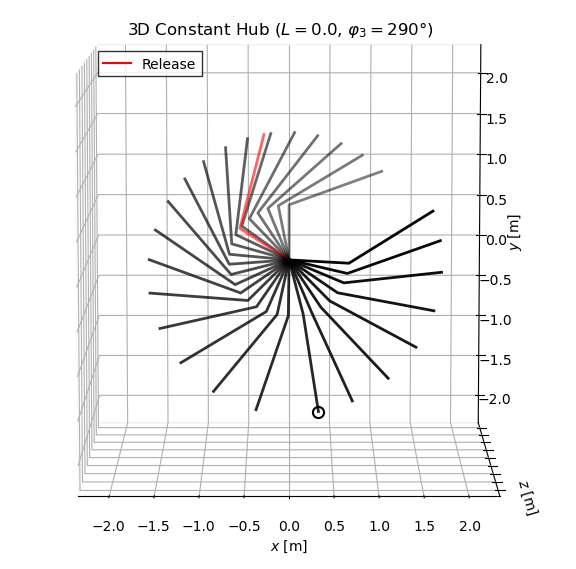 3D Constant Hub (L = 0.0, φ₃ = 290°)
Release
2.0
1.5
1.0
0.5
0.0
−0.5
−1.0
−1.5
−2.0
y [m]
z [m]
−2.0 −1.5 −1.0 −0.5 0.0 0.5 1.0 1.5 2.0
x [m]